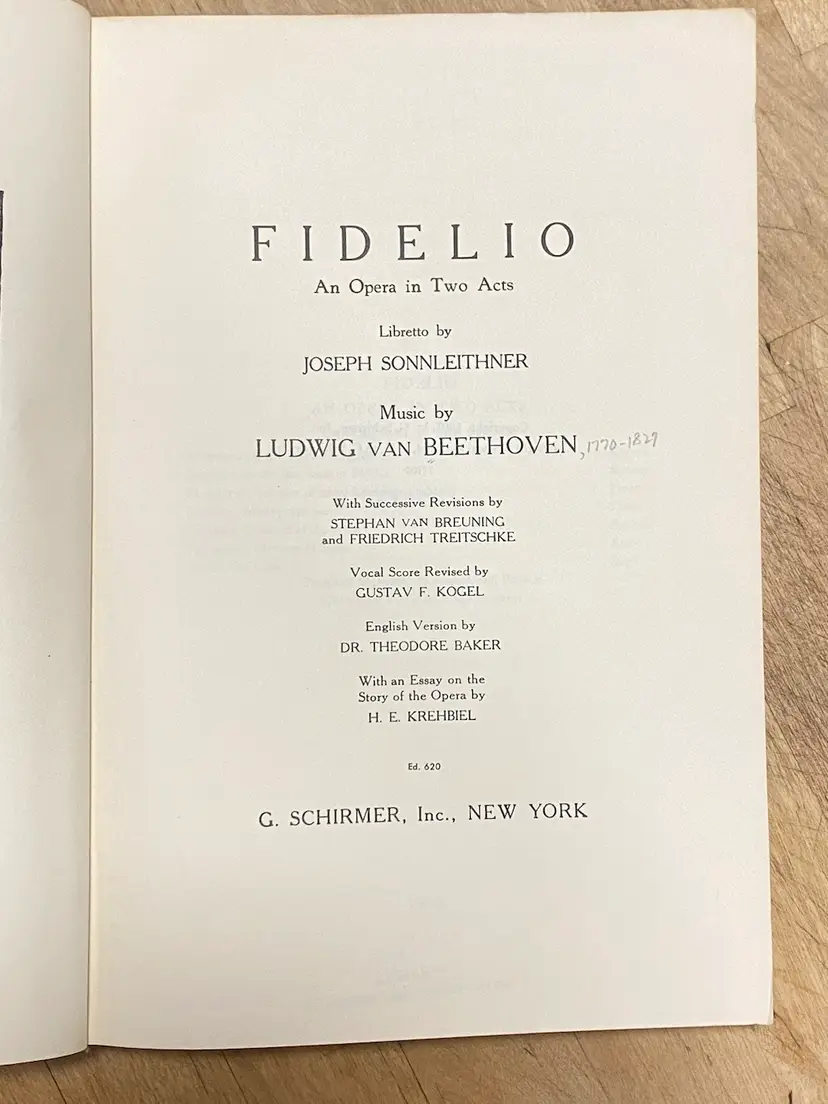 FIDELIO
An Opera in Two Acts
Libretto by
JOSEPH SONNLEITHNER
Music by
LUDWIG VAN BEETHOVEN, 1770-1827
With Successive Revisions by
STEPHAN VAN BREUNING
and FRIEDRICH TREITSCHKE
Vocal Score Revised by
GUSTAV F. KOGEL
English Version by
DR. THEODORE BAKER
With an Essay on the
Story of the Opera by
H. E. KREHBIEL
Ed. 620
G. SCHIRMER, Inc., NEW YORK